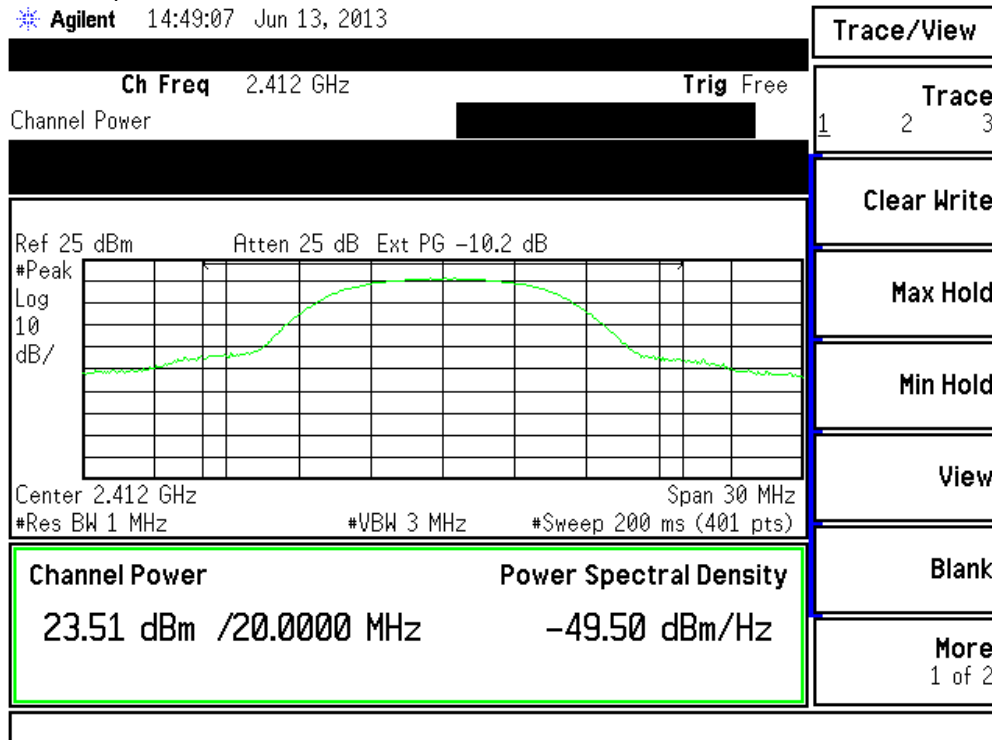 Agilent 14:49:07 Jun 13, 2013
Trace/View
Ch Freq 2.412 GHz Trig Free
Channel Power
Trace
1 2 3
Clear Write
Ref 25 dBm Atten 25 dB Ext PG -10.2 dB
#Peak
Log
10
dB/
Max Hold
Min Hold
View
Center 2.412 GHz Span 30 MHz
#Res BW 1 MHz #VBW 3 MHz #Sweep 200 ms (401 pts)
Blank
Channel Power Power Spectral Density
23.51 dBm /20.0000 MHz -49.50 dBm/Hz
More
1 of 2